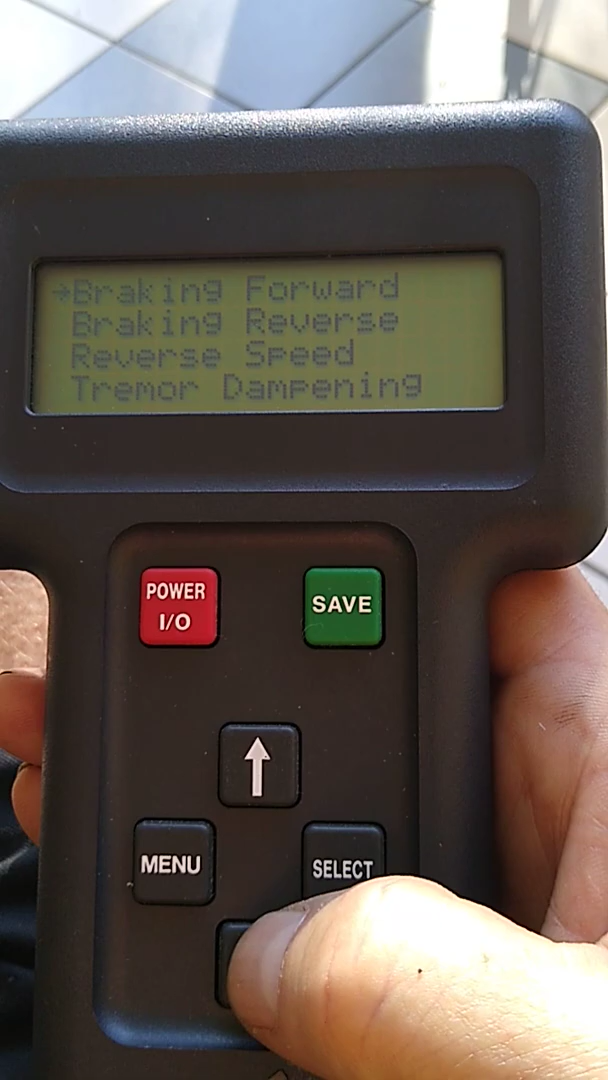 →Braking Forward
Braking Reverse
Reverse Speed
Tremor Dampening
POWER
I/O
SAVE
MENU
SELECT